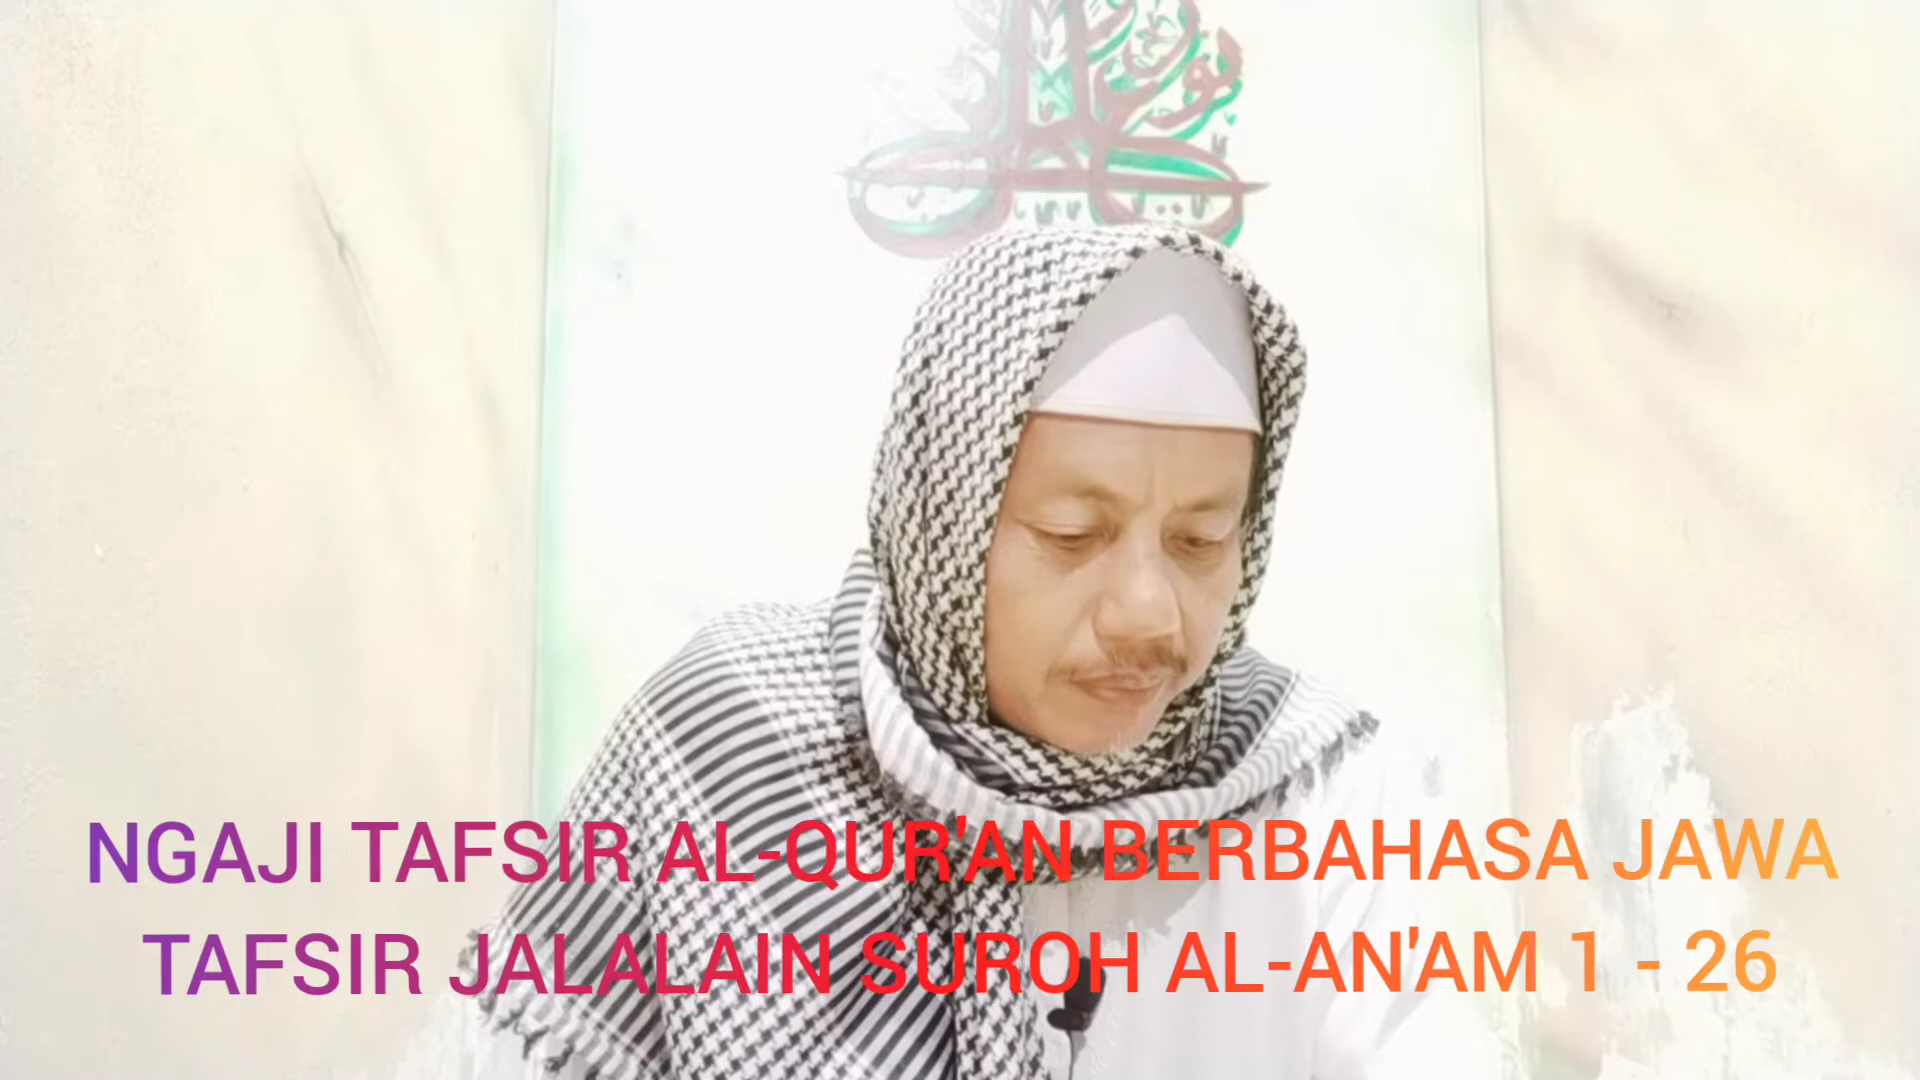 NGAJI TAFSIR AL-QUR'AN BERBAHASA JAWA
TAFSIR JALALAIN SUROH AL-AN'AM 1 - 26